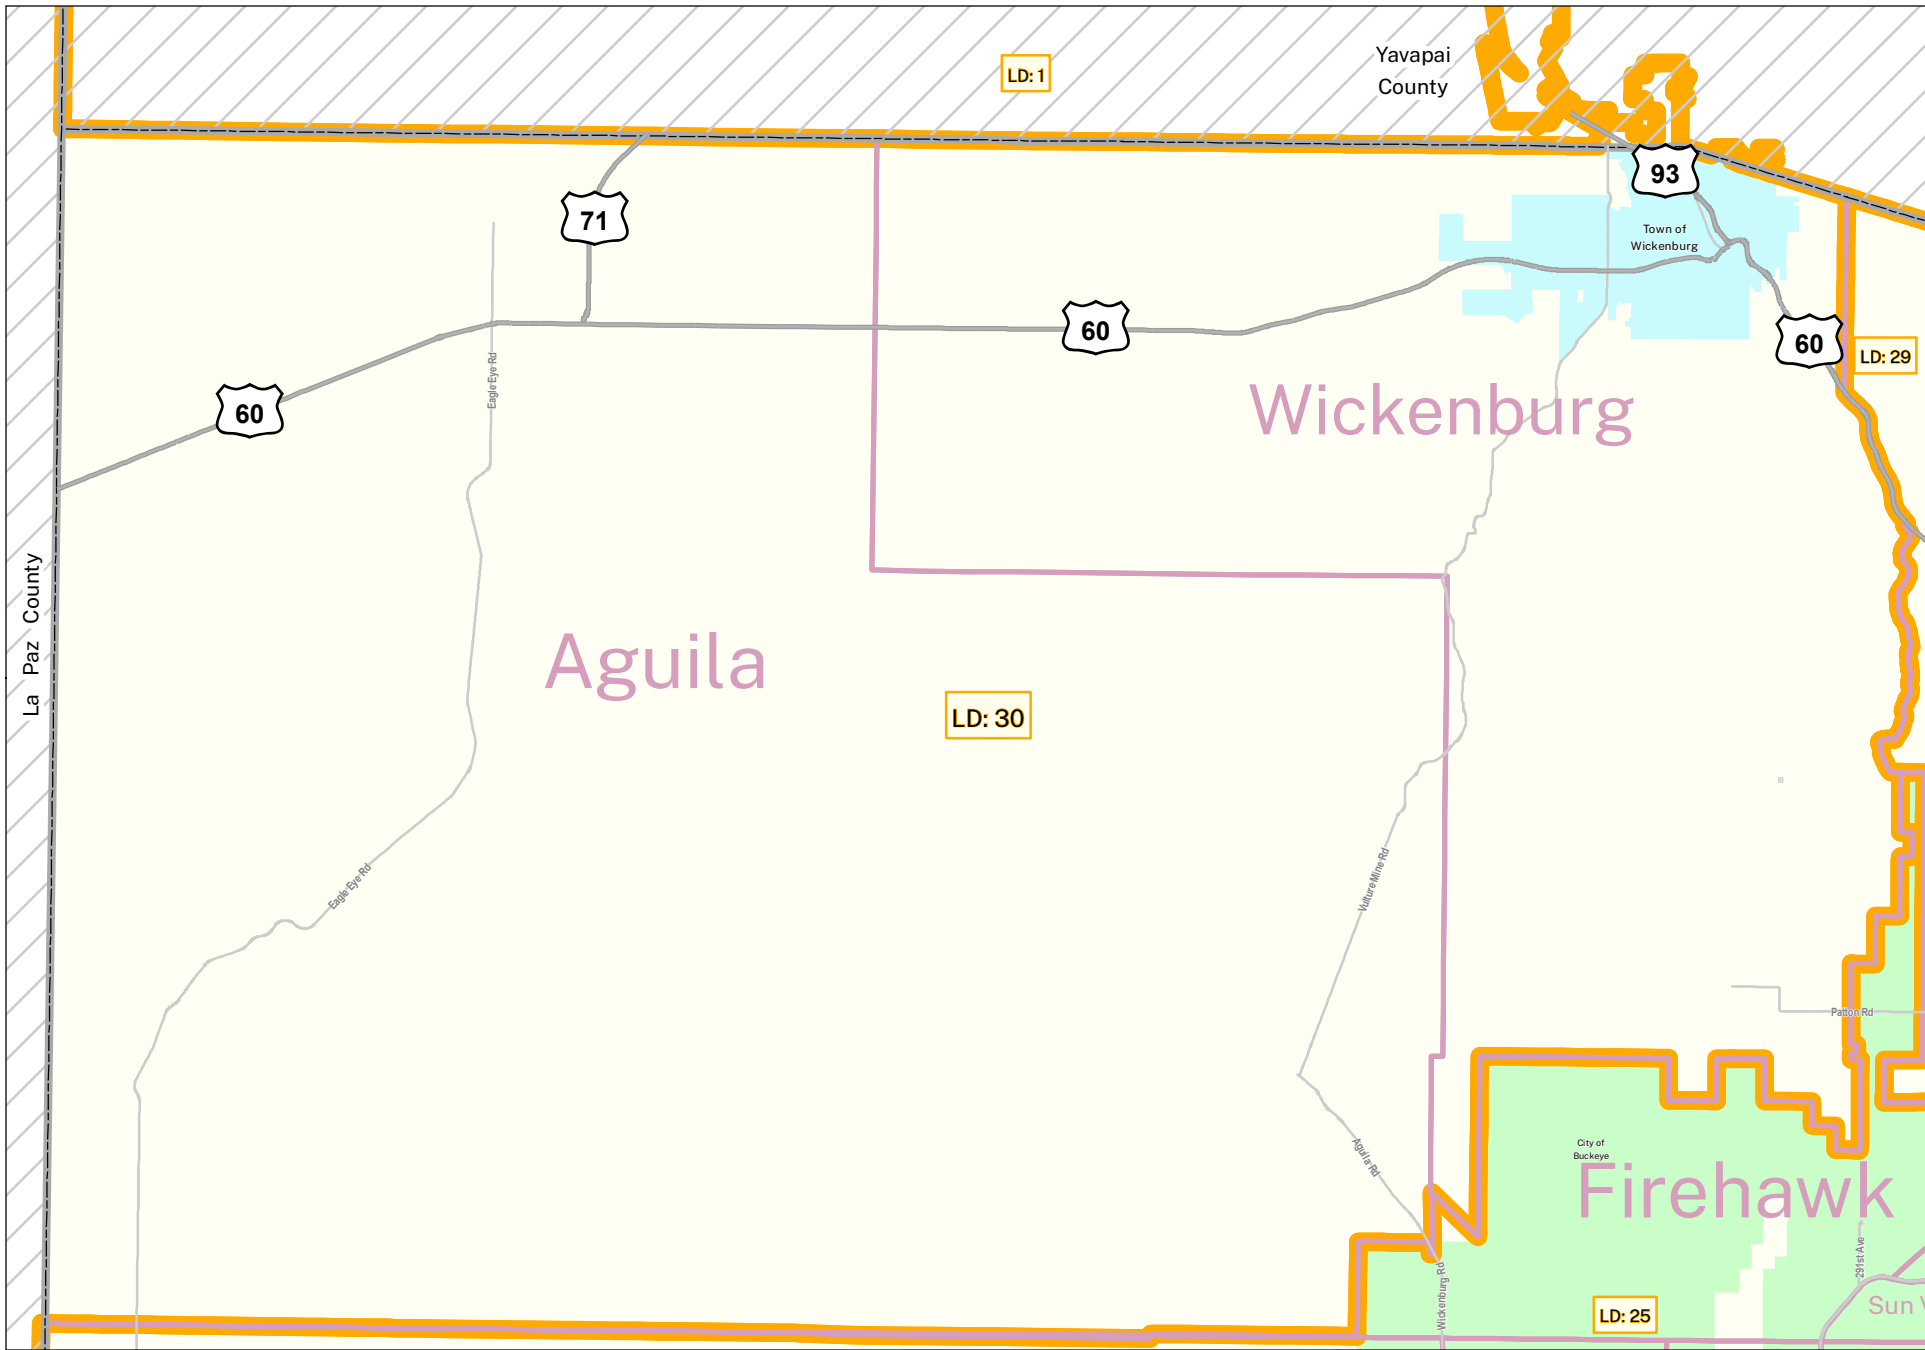 Yavapai
County
LD: 1
93
71
Town of
Wickenburg
60
60
LD: 29
Eagle Eye Rd
60
Wickenburg
La Paz County
Aguila
LD: 30
Vulture Mine Rd
Eagle Eye Rd
Patton Rd
City of
Buckeye
Aguila Rd
Firehawk
291st Ave
Wickenburg Rd
Sun
LD: 25